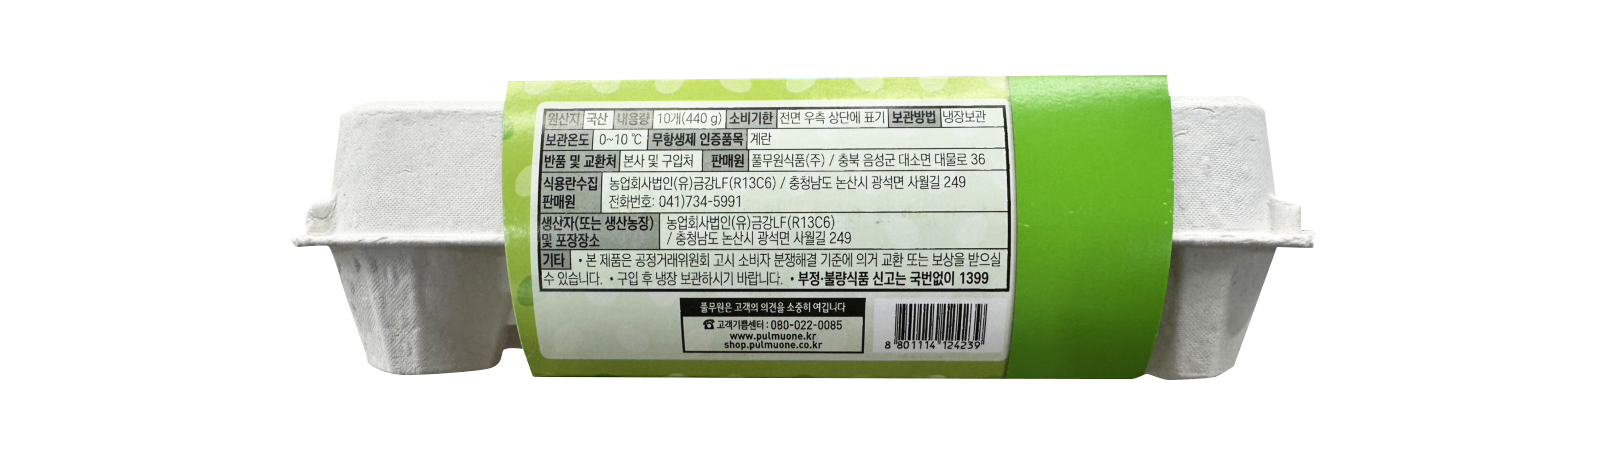 원산지 국산 내용량 10개(440 g) 소비기한 전면 우측 상단에 표기 보관방법 냉장보관
보관온도 0~10 ℃ 무항생제 인증품목 계란
반품 및 교환처 본사 및 구입처 판매원 풀무원식품(주) / 충북 음성군 대소면 대풀로 36
식용란수집판매원 농업회사법인(유)금강LF(R13C6) / 충청남도 논산시 광석면 사월길 249
전화번호: 041)734-5991
생산자(또는 생산농장) 농업회사법인(유)금강LF(R13C6)
및 포장장소 / 충청남도 논산시 광석면 사월길 249
기타 • 본 제품은 공정거래위원회 고시 소비자 분쟁해결 기준에 의거 교환 또는 보상을 받으실
수 있습니다. • 구입 후 냉장 보관하시기 바랍니다. • 부정·불량식품 신고는 국번없이 1399
풀무원은 고객의 의견을 소중히 여깁니다
☎ 고객기쁨센터 : 080-022-0085
www.pulmuone.kr
shop.pulmuone.co.kr
8 801114 124239